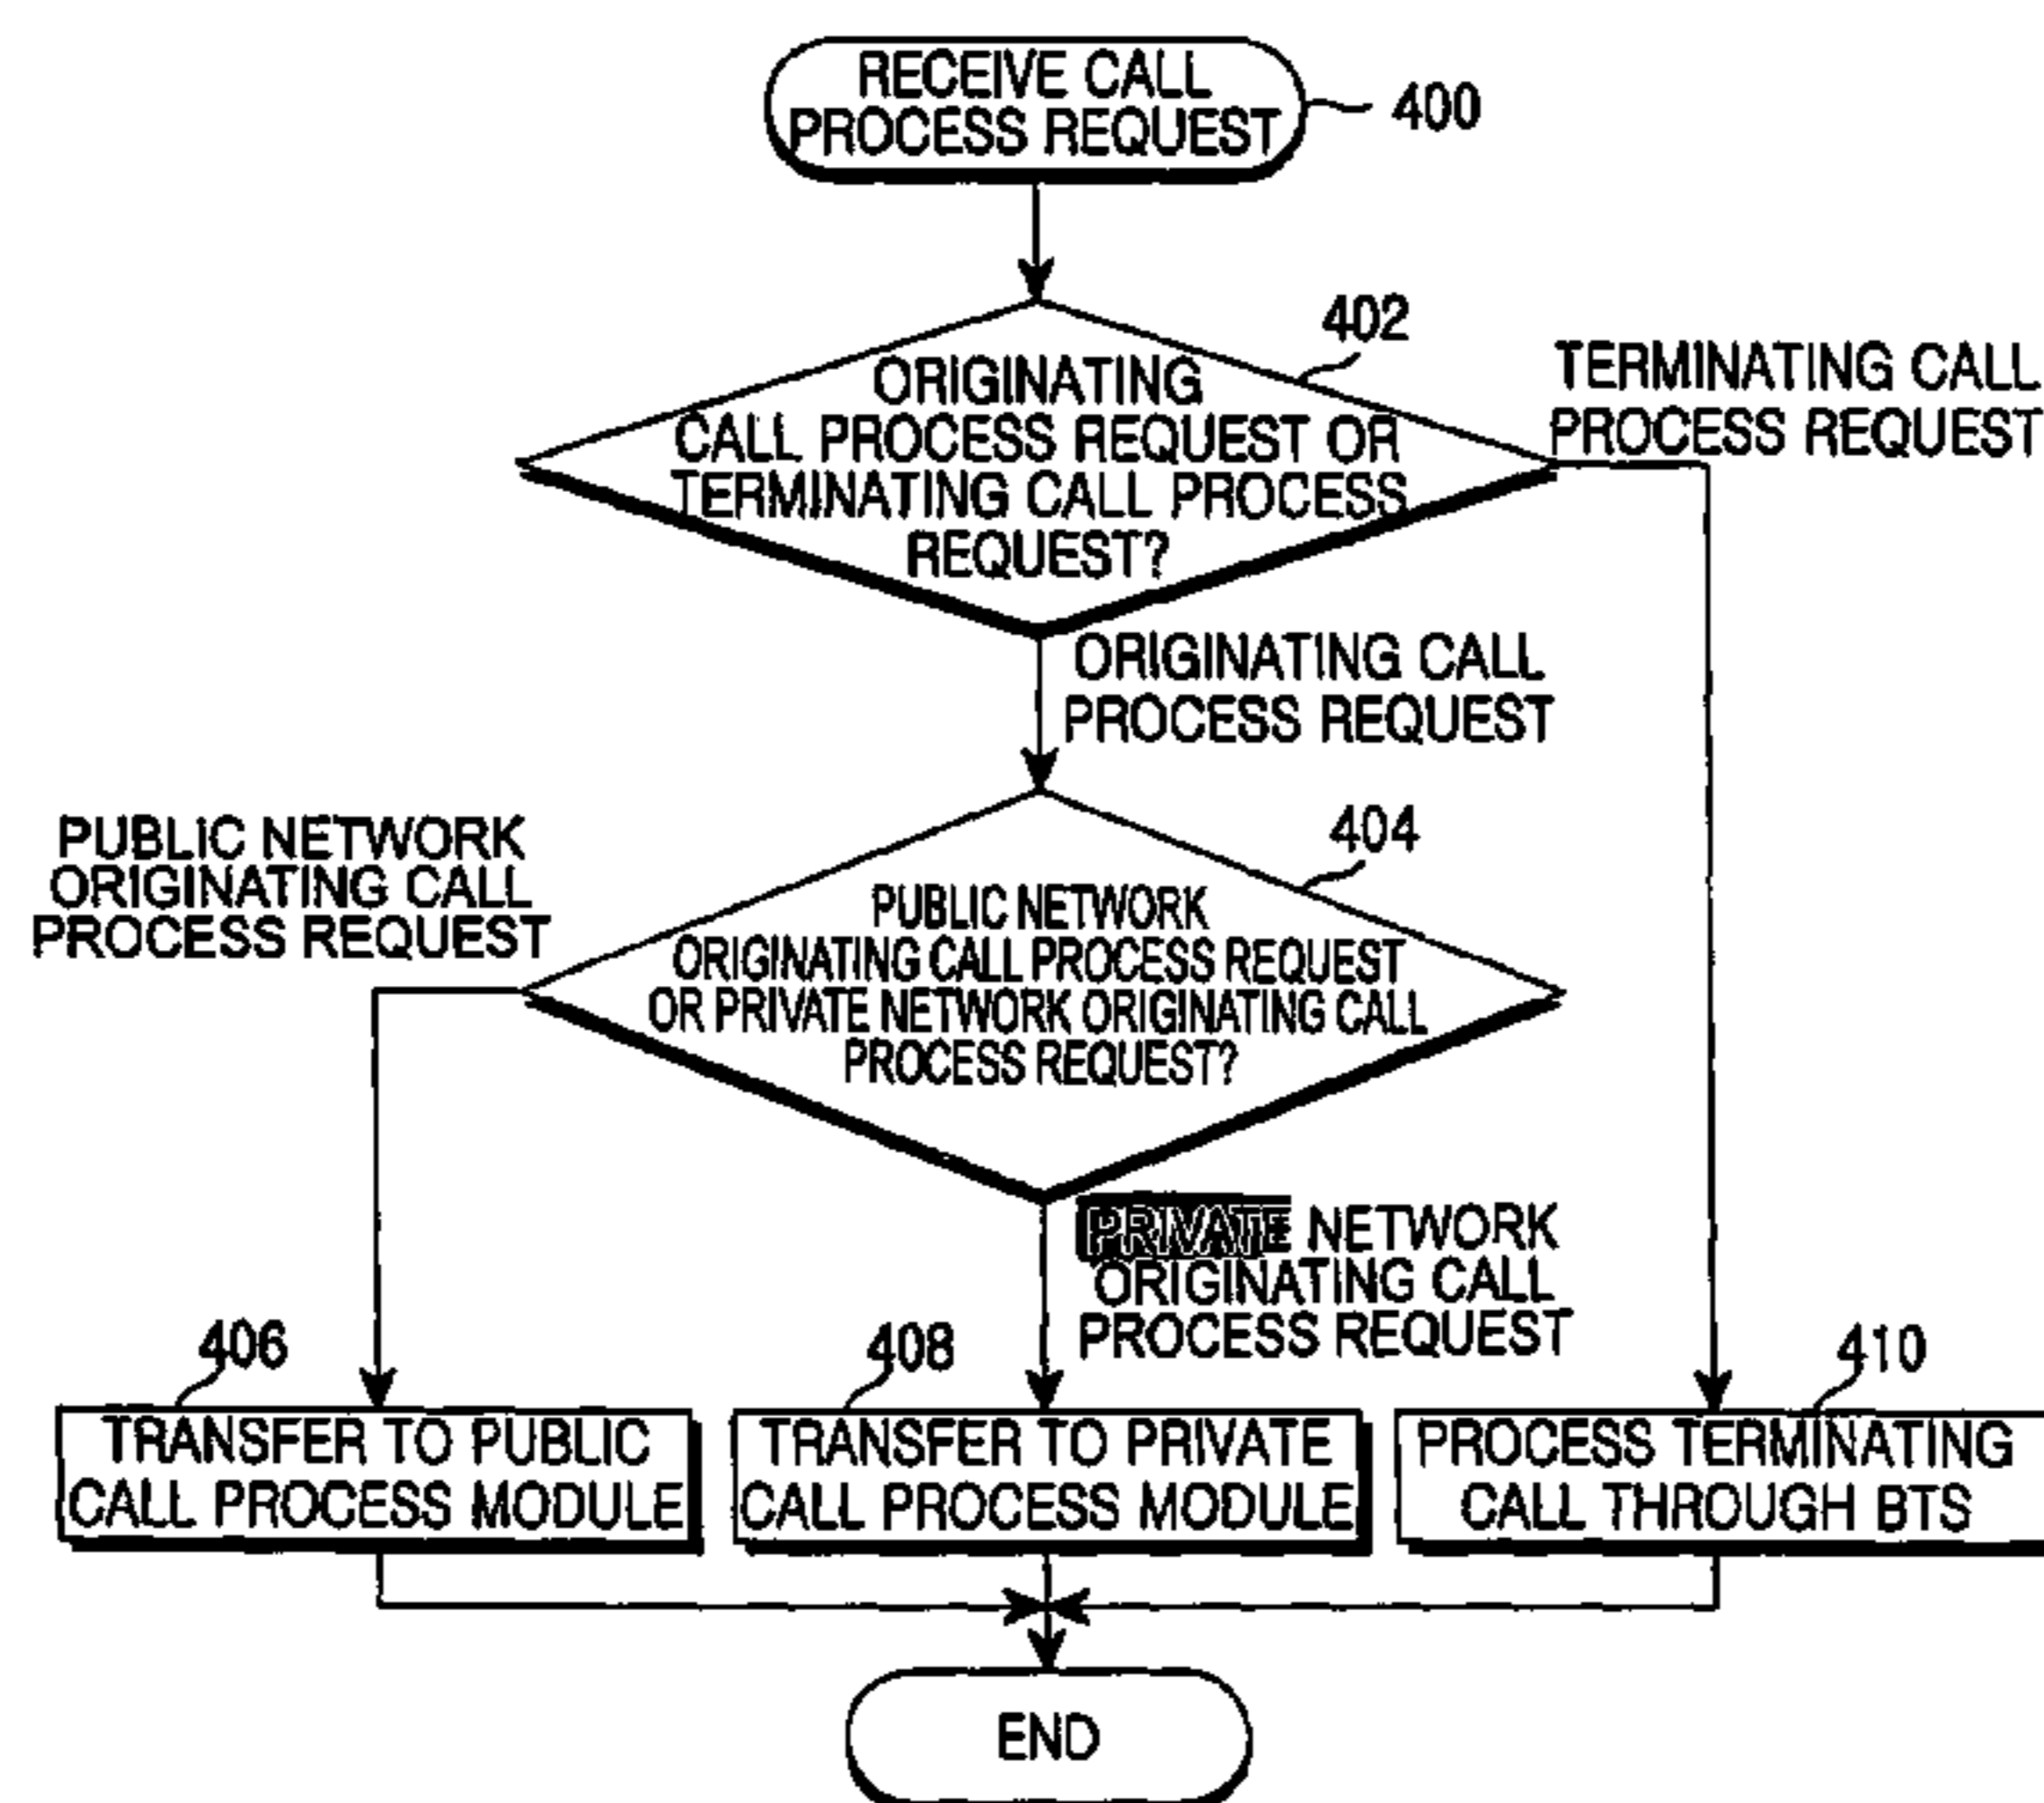 RECEIVE CALL
PROCESS REQUEST
400
402
ORIGINATING
CALL PROCESS REQUEST OR
TERMINATING CALL PROCESS
REQUEST?
TERMINATING CALL
PROCESS REQUEST
ORIGINATING CALL
PROCESS REQUEST
404
PUBLIC NETWORK
ORIGINATING CALL PROCESS REQUEST
OR PRIVATE NETWORK ORIGINATING CALL
PROCESS REQUEST?
PUBLIC NETWORK
ORIGINATING CALL
PROCESS REQUEST
PRIVATE NETWORK
ORIGINATING CALL
PROCESS REQUEST
406
TRANSFER TO PUBLIC
CALL PROCESS MODULE
408
TRANSFER TO PRIVATE
CALL PROCESS MODULE
410
PROCESS TERMINATING
CALL THROUGH BTS
END